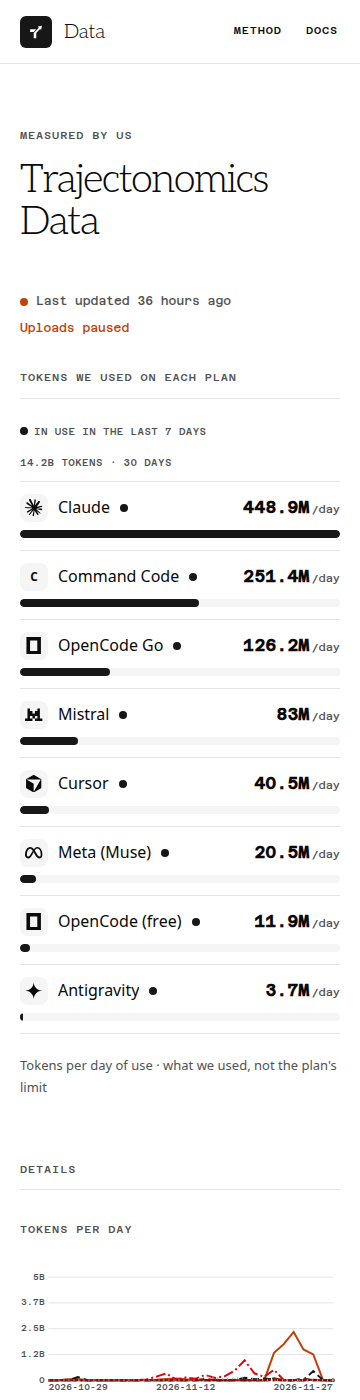 Data
METHOD
DOCS
MEASURED BY US
Trajectonomics
Data
Last updated 36 hours ago
Uploads paused
TOKENS WE USED ON EACH PLAN
IN USE IN THE LAST 7 DAYS
14.2B TOKENS · 30 DAYS
Claude 448.9M/day
C Command Code 251.4M/day
OpenCode Go 126.2M/day
Mistral 83M/day
Cursor 40.5M/day
Meta (Muse) 20.5M/day
OpenCode (free) 11.9M/day
Antigravity 3.7M/day
Tokens per day of use · what we used, not the plan's
limit
DETAILS
TOKENS PER DAY
5B
3.7B
2.5B
1.2B
0
2026-10-29 2026-11-12 2026-11-27